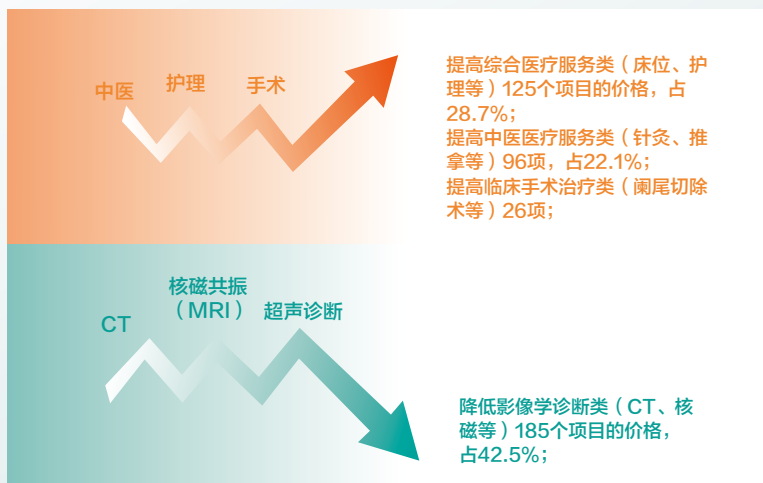 中医 护理 手术
提高综合医疗服务类（床位、护
理等）125个项目的价格，占
28.7%；
提高中医医疗服务类（针灸、推
拿等）96项，占22.1%；
提高临床手术治疗类（阑尾切除
术等）26项；
核磁共振
（MRI）
CT
超声诊断
降低影像学诊断类（CT、核
磁等）185个项目的价格，
占42.5%；